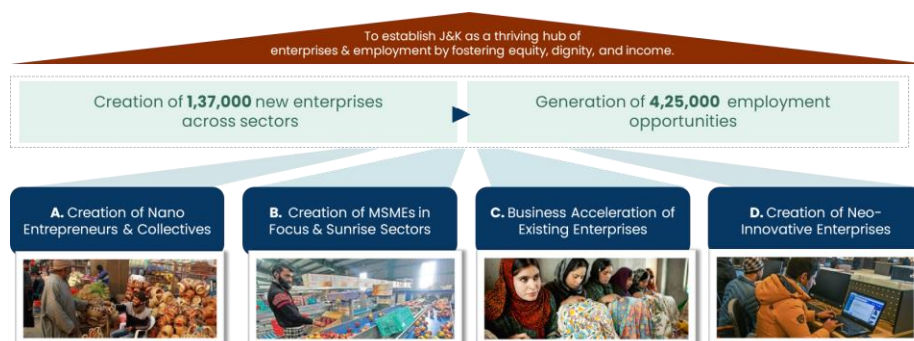 To establish J&K as a thriving hub of
enterprises & employment by fostering equity, dignity, and income.
Creation of 1,37,000 new enterprises
across sectors
Generation of 4,25,000 employment
opportunities
A. Creation of Nano
Entrepreneurs & Collectives
B. Creation of MSMEs in
Focus & Sunrise Sectors
C. Business Acceleration of
Existing Enterprises
D. Creation of Neo-
Innovative Enterprises